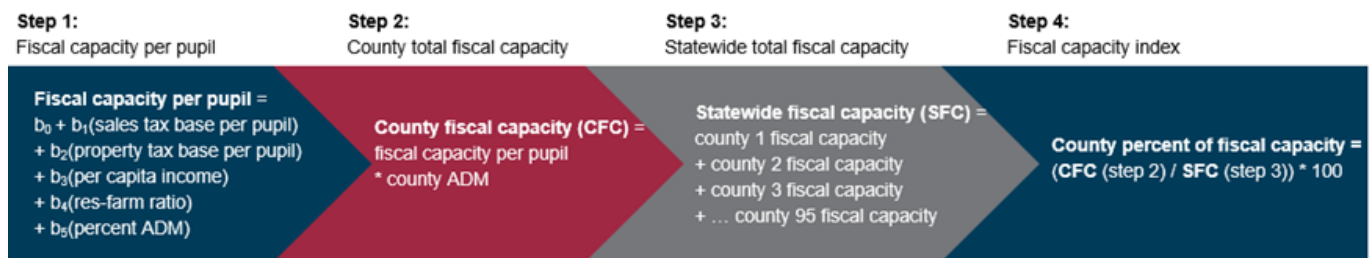 Step 1:
Fiscal capacity per pupil
Step 2:
County total fiscal capacity
Step 3:
Statewide total fiscal capacity
Step 4:
Fiscal capacity index
Fiscal capacity per pupil =
b₀ + b₁(sales tax base per pupil)
+ b₂(property tax base per pupil)
+ b₃(per capita income)
+ b₄(res-farm ratio)
+ b₅(percent ADM)
County fiscal capacity (CFC) =
fiscal capacity per pupil
* county ADM
Statewide fiscal capacity (SFC) =
county 1 fiscal capacity
+ county 2 fiscal capacity
+ county 3 fiscal capacity
+ … county 95 fiscal capacity
County percent of fiscal capacity =
(CFC (step 2) / SFC (step 3)) * 100